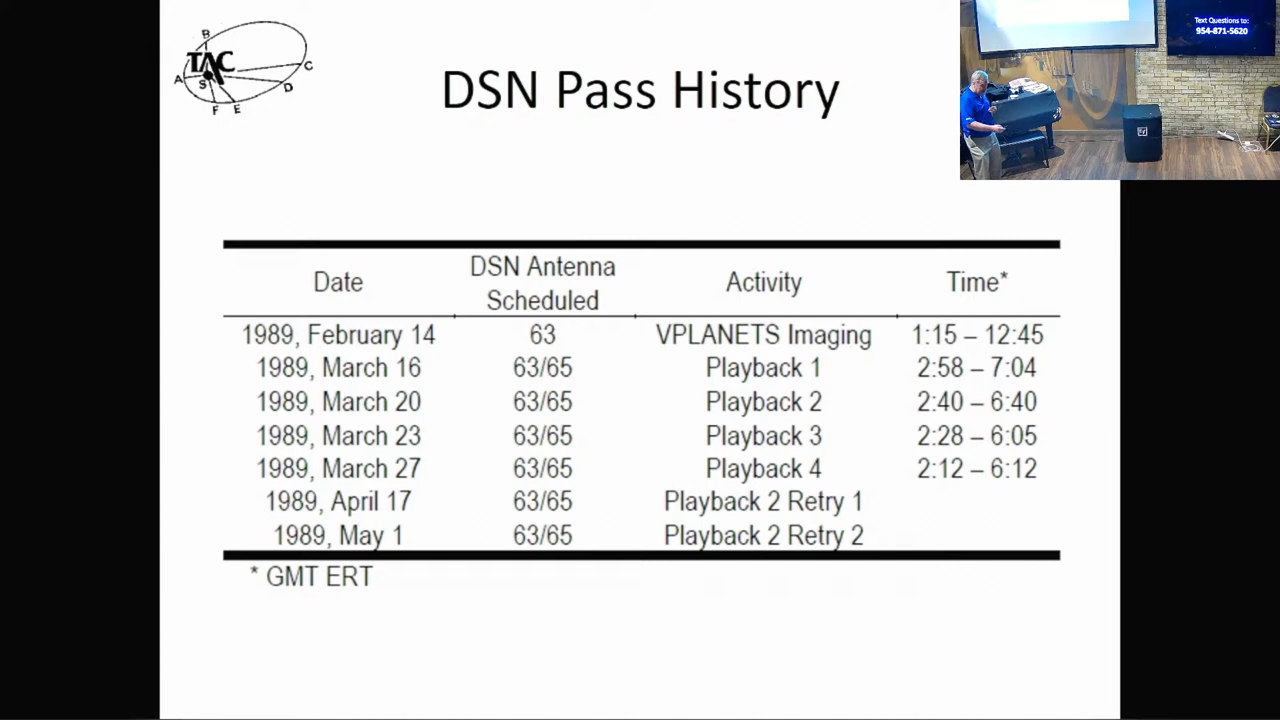 B
TAC
A
S
C
D
F E
DSN Pass History
Text Questions to:
954-871-5620
Date DSN Antenna Scheduled Activity Time*
1989, February 14 63 VPLANETS Imaging 1:15 – 12:45
1989, March 16 63/65 Playback 1 2:58 – 7:04
1989, March 20 63/65 Playback 2 2:40 – 6:40
1989, March 23 63/65 Playback 3 2:28 – 6:05
1989, March 27 63/65 Playback 4 2:12 – 6:12
1989, April 17 63/65 Playback 2 Retry 1
1989, May 1 63/65 Playback 2 Retry 2
* GMT ERT